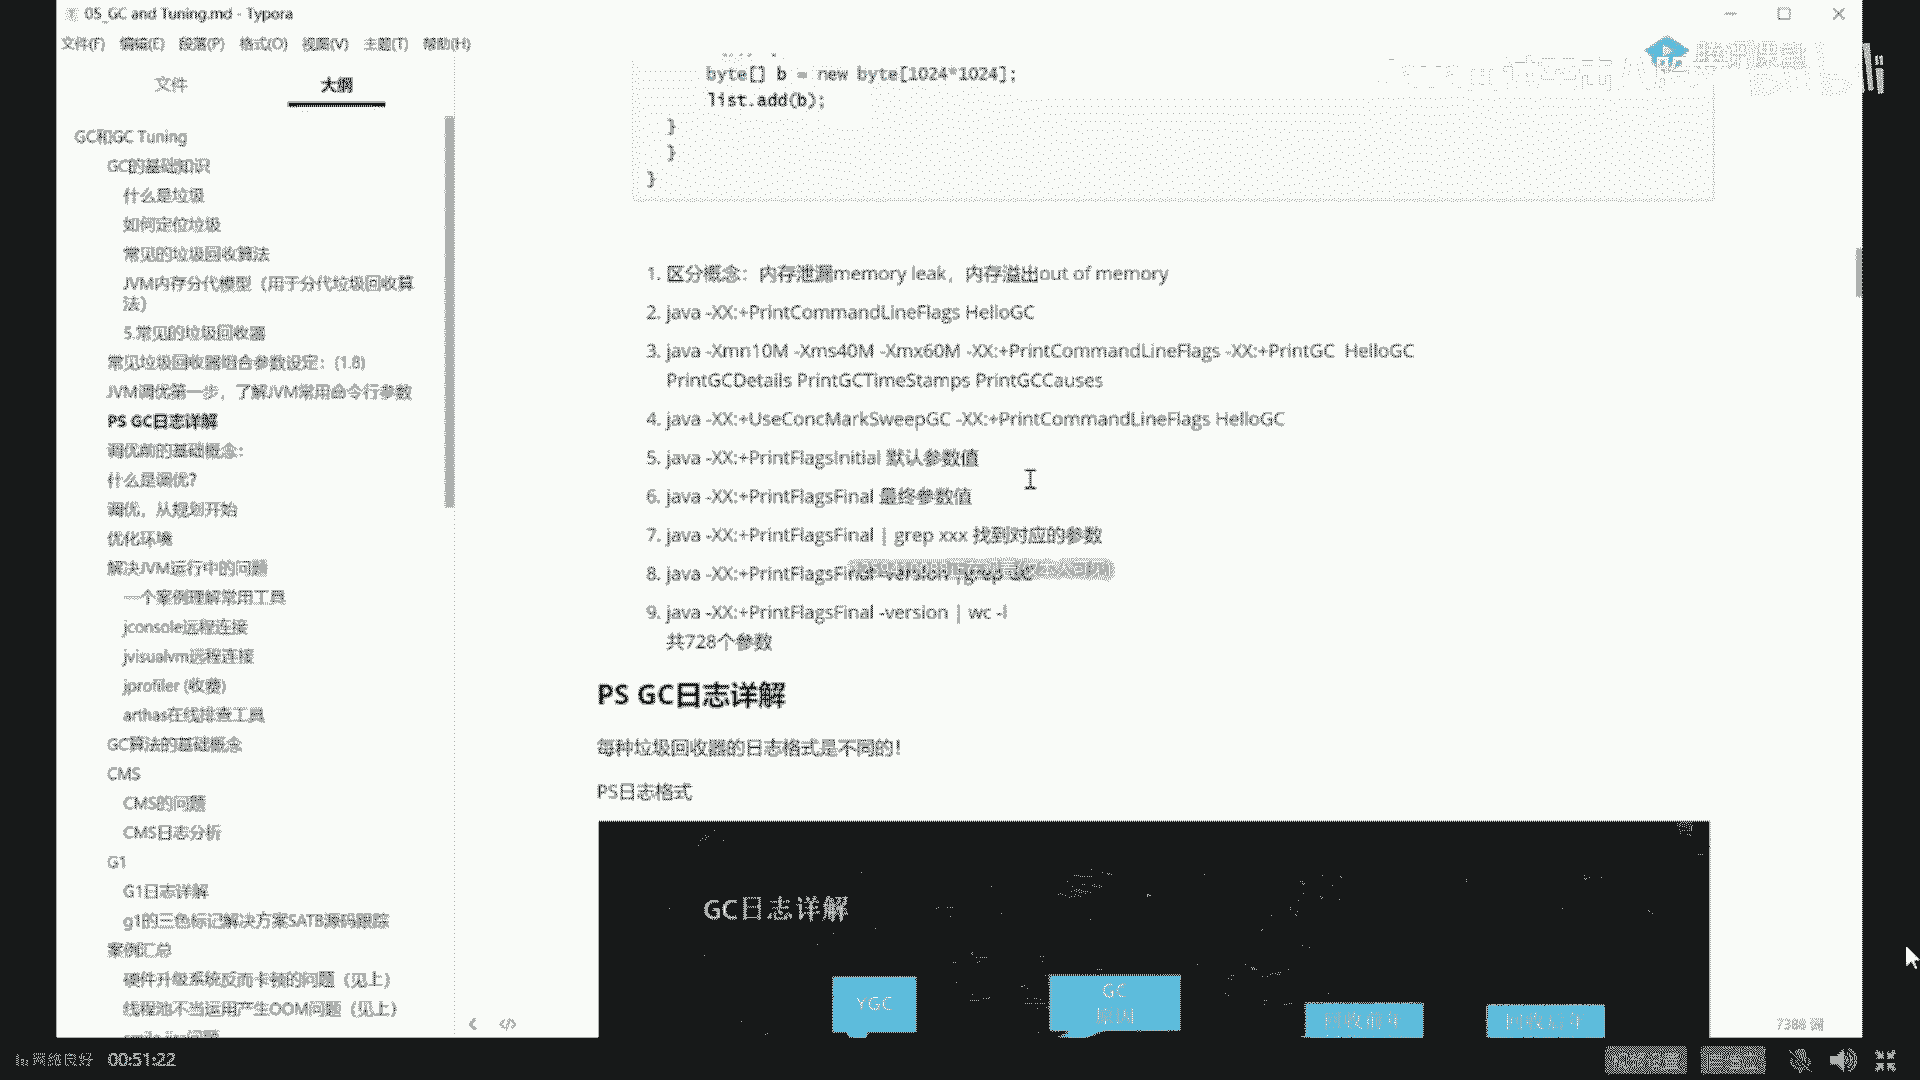 05_GC and Tuning.md - Typora
文件(F) 编辑(E) 段落(P) 格式(O) 视图(V) 主题(T) 帮助(H)
文件 大纲
GC和GC Tuning
GC的基础知识
什么是垃圾
如何定位垃圾
常见的垃圾回收算法
JVM内存分代模型（用于分代垃圾回收算
法）
5.常见的垃圾回收器
常见垃圾回收器组合参数设定：(1.8)
JVM调优第一步，了解JVM常用命令行参数
PS GC日志详解
调优前的基础概念：
什么是调优？
调优，从规划开始
优化环境
解决JVM运行中的问题
一个案例理解常用工具
jconsole远程连接
jvisualvm远程连接
jprofiler (收费)
arthas在线排查工具
GC算法的基础概念
CMS
CMS的问题
CMS日志分析
G1
G1日志详解
g1的三色标记解决方案SATB源码跟踪
案例汇总
硬件升级系统反而卡顿的问题（见上）
线程池不当运用产生OOM问题（见上）
byte[] b = new byte[1024*1024];
list.add(b);
}
}
}
1. 区分概念：内存泄漏memory leak，内存溢出out of memory
2. java -XX:+PrintCommandLineFlags HelloGC
3. java -Xmn10M -Xms40M -Xmx60M -XX:+PrintCommandLineFlags -XX:+PrintGC HelloGC
PrintGCDetails PrintGCTimeStamps PrintGCCauses
4. java -XX:+UseConcMarkSweepGC -XX:+PrintCommandLineFlags HelloGC
5. java -XX:+PrintFlagsInitial 默认参数值
6. java -XX:+PrintFlagsFinal 最终参数值
7. java -XX:+PrintFlagsFinal | grep xxx 找到对应的参数
8. java -XX:+PrintFlagsFinal -version |grep GC
9. java -XX:+PrintFlagsFinal -version | wc -l
共728个参数
PS GC日志详解
每种垃圾回收器的日志格式是不同的！
PS日志格式
GC日志详解
YGC
GC
原因
7386 词
网络良好 00:51:22
腾讯课堂